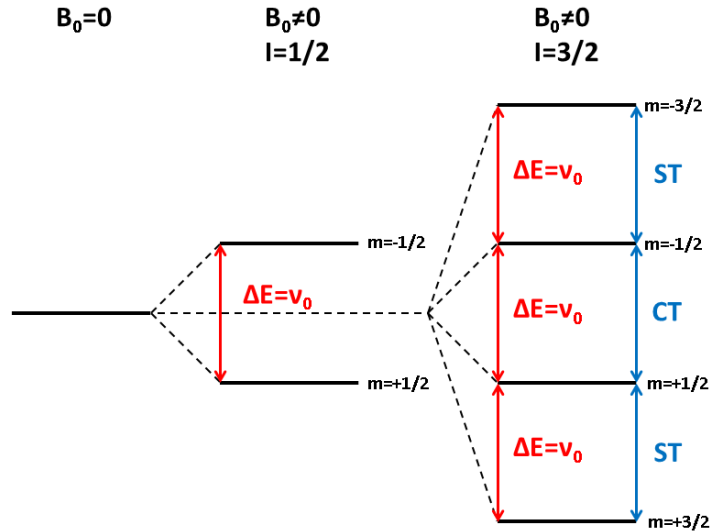 B₀=0
B₀≠0
I=1/2
B₀≠0
I=3/2
m=-3/2
ΔE=ν₀
ST
m=-1/2
m=-1/2
ΔE=ν₀
ΔE=ν₀
CT
m=+1/2
m=+1/2
ΔE=ν₀
ST
m=+3/2